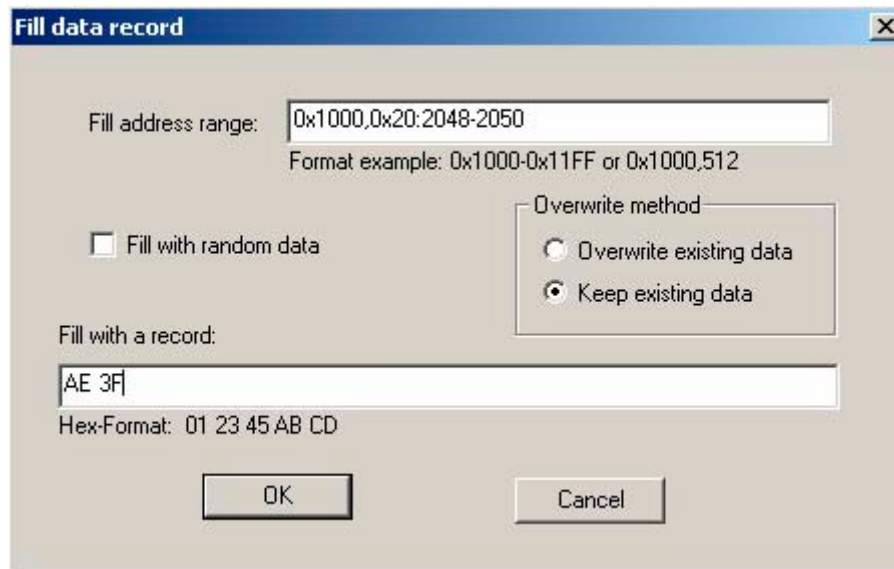 Fill data record
Fill address range: 0x1000,0x20:2048-2050
Format example: 0x1000-0x11FF or 0x1000,512
Overwrite method
Fill with random data
Overwrite existing data
Keep existing data
Fill with a record:
AE 3F
Hex-Format: 01 23 45 AB CD
OK Cancel